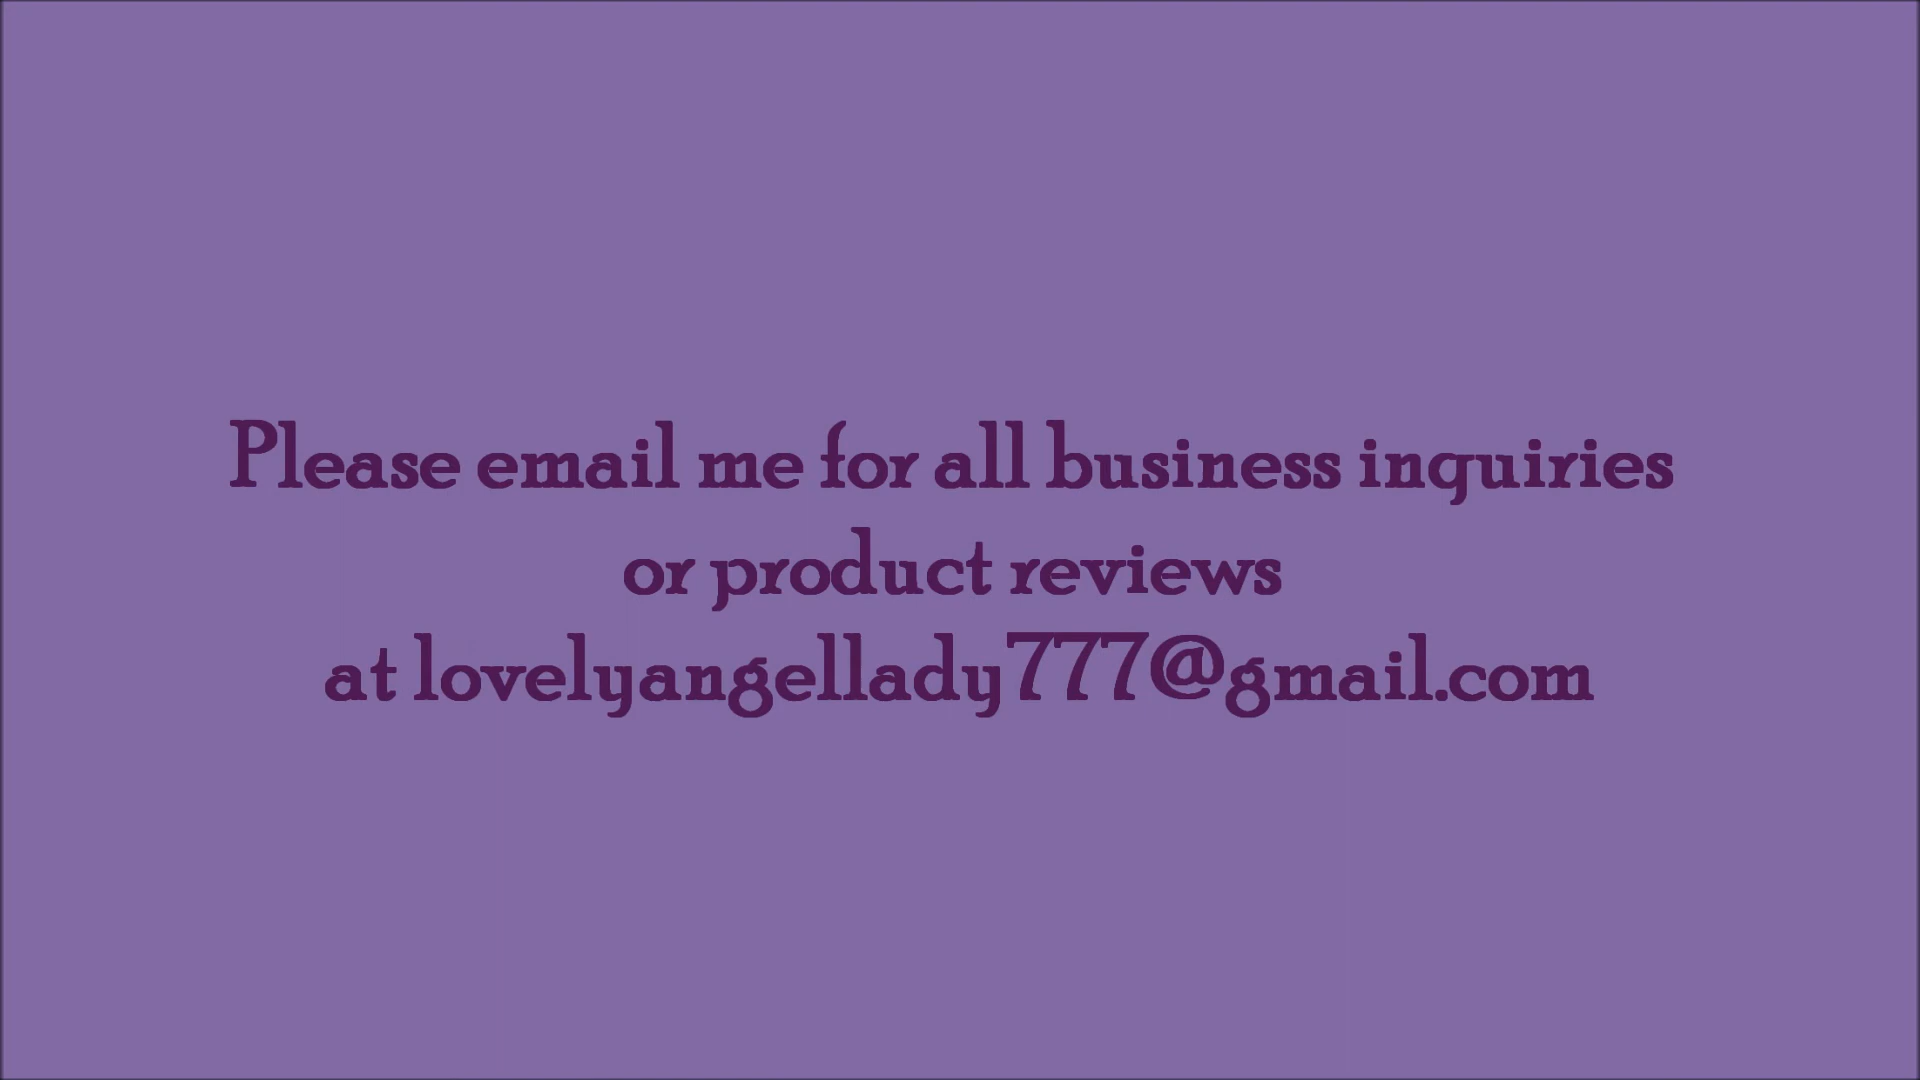 Please email me for all business inquiries
or product reviews
at lovelyangellady777@gmail.com